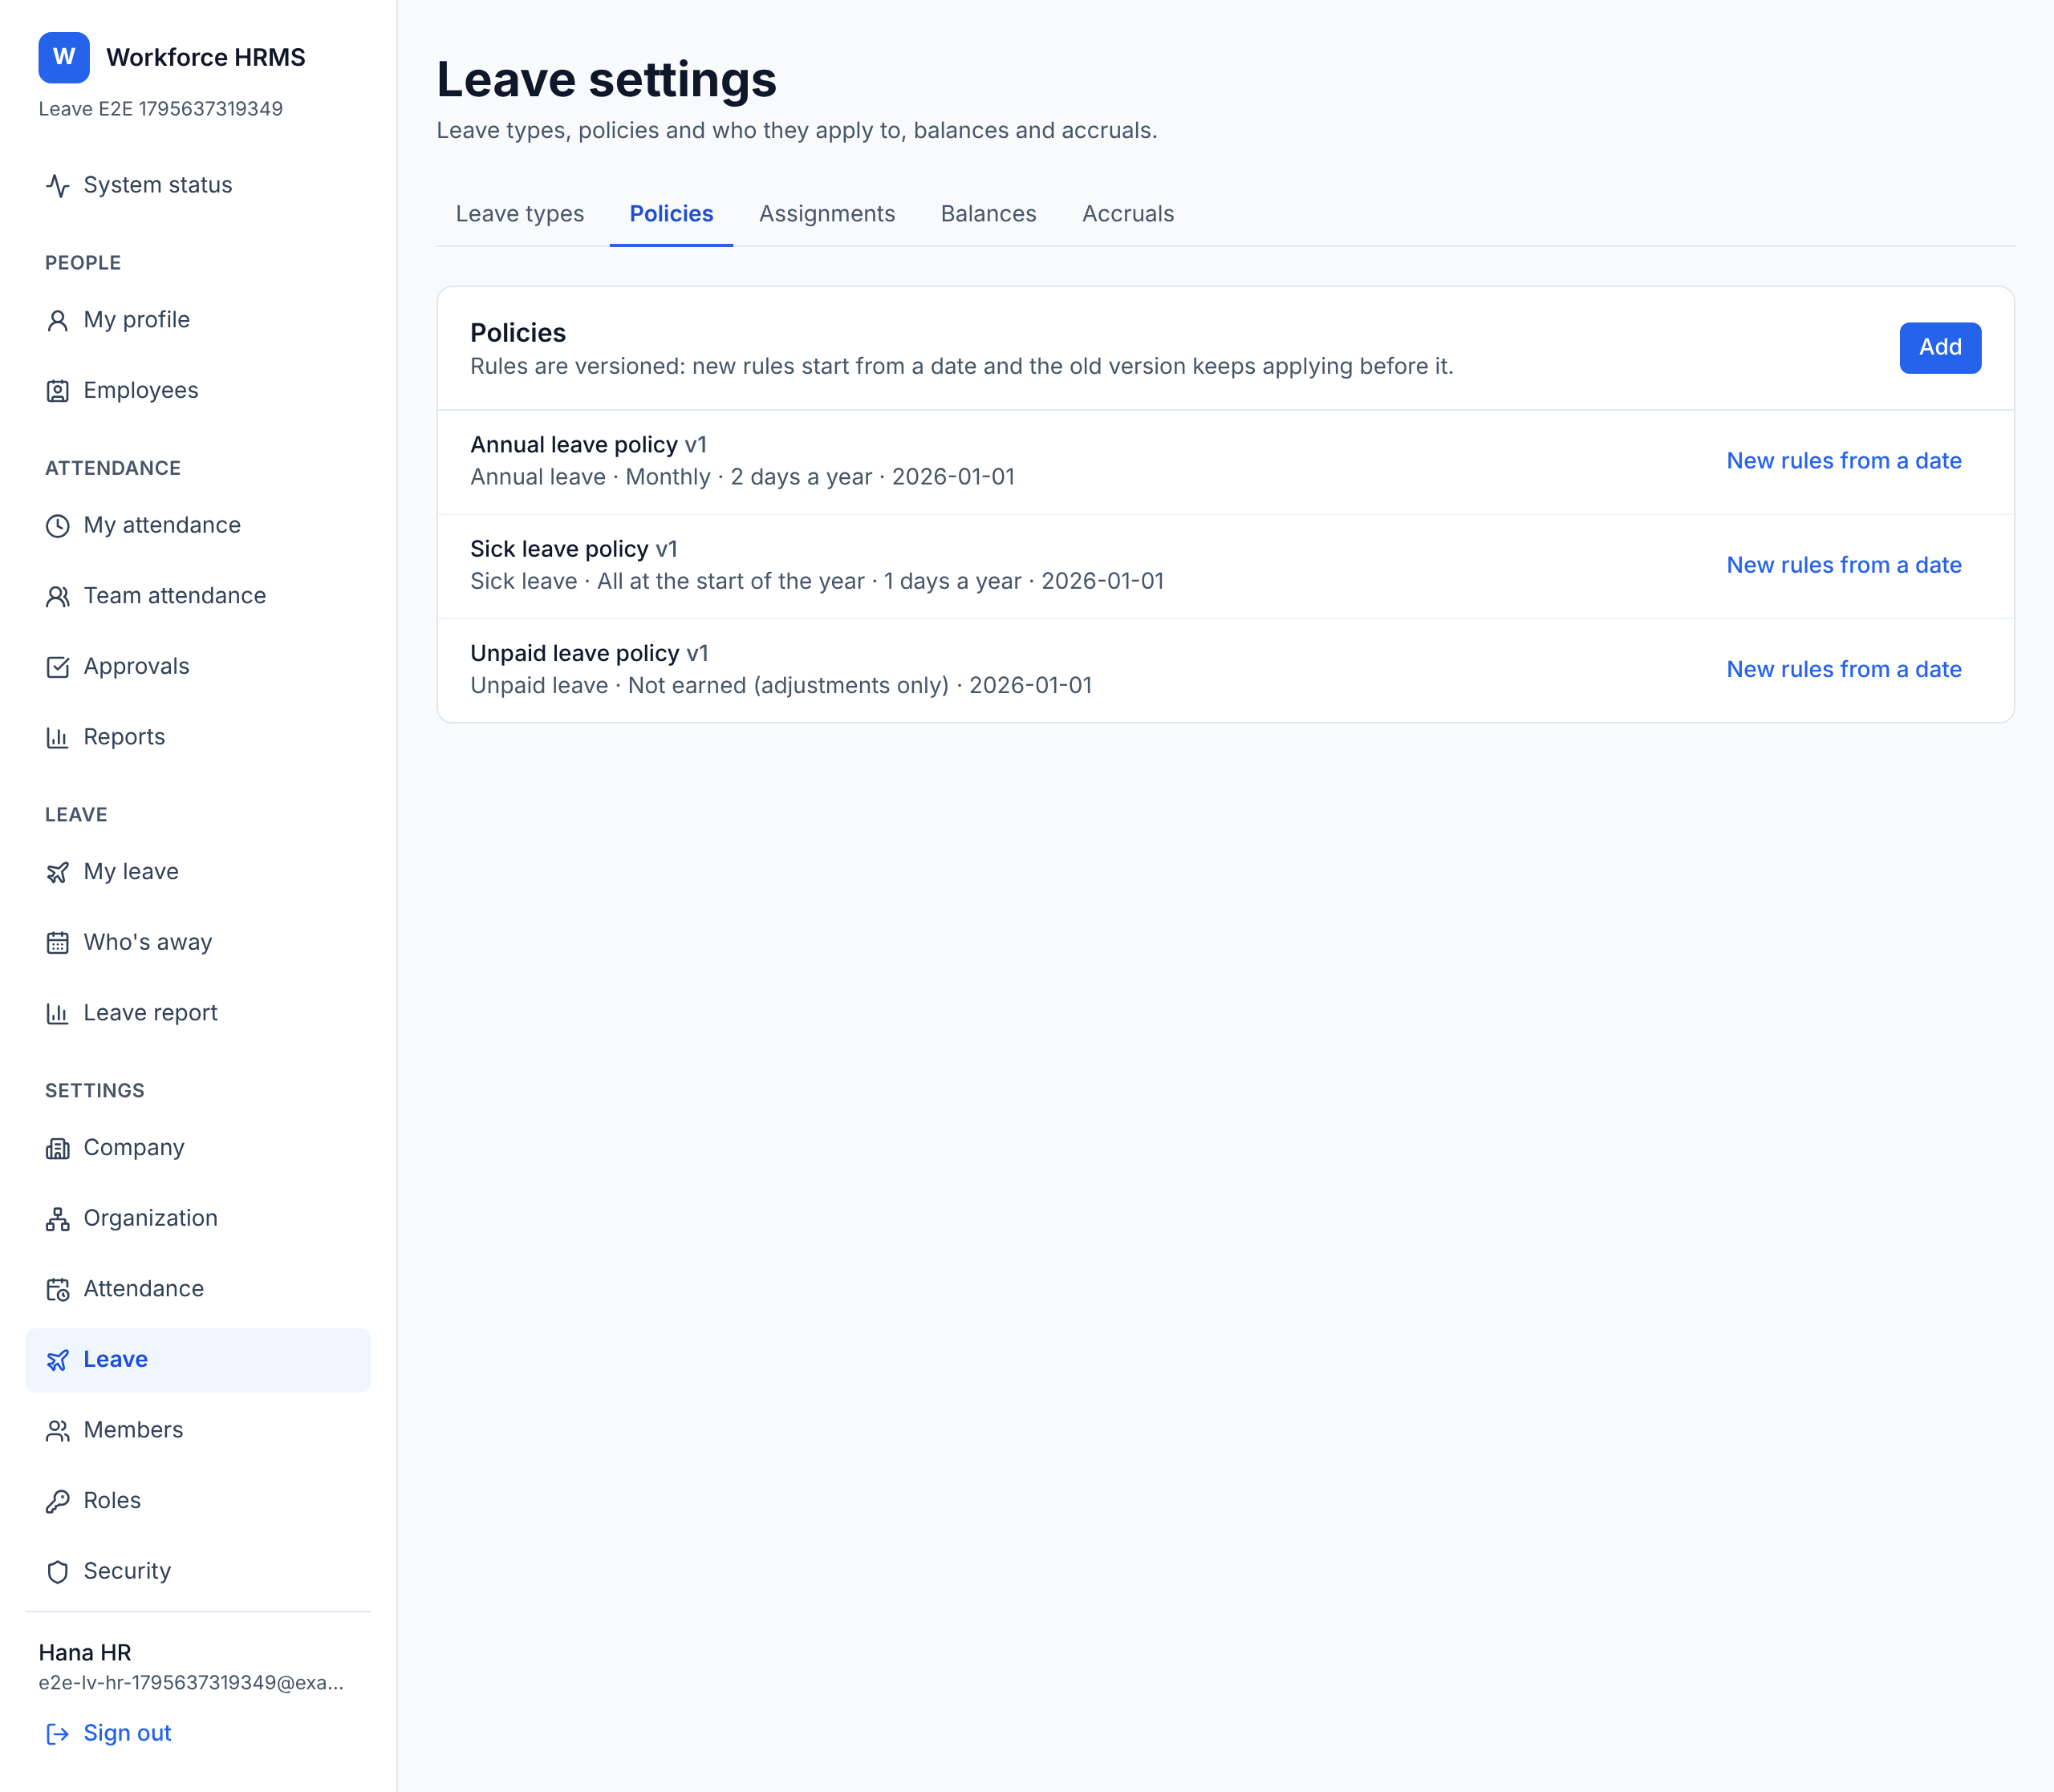 W
Workforce HRMS
Leave E2E 1795637319349
System status
PEOPLE
My profile
Employees
ATTENDANCE
My attendance
Team attendance
Approvals
Reports
LEAVE
My leave
Who's away
Leave report
SETTINGS
Company
Organization
Attendance
Leave
Members
Roles
Security
Hana HR
e2e-lv-hr-1795637319349@exa...
Sign out
Leave settings
Leave types, policies and who they apply to, balances and accruals.
Leave types Policies Assignments Balances Accruals
Policies
Rules are versioned: new rules start from a date and the old version keeps applying before it.
Add
Annual leave policy v1
Annual leave · Monthly · 2 days a year · 2026-01-01
New rules from a date
Sick leave policy v1
Sick leave · All at the start of the year · 1 days a year · 2026-01-01
New rules from a date
Unpaid leave policy v1
Unpaid leave · Not earned (adjustments only) · 2026-01-01
New rules from a date